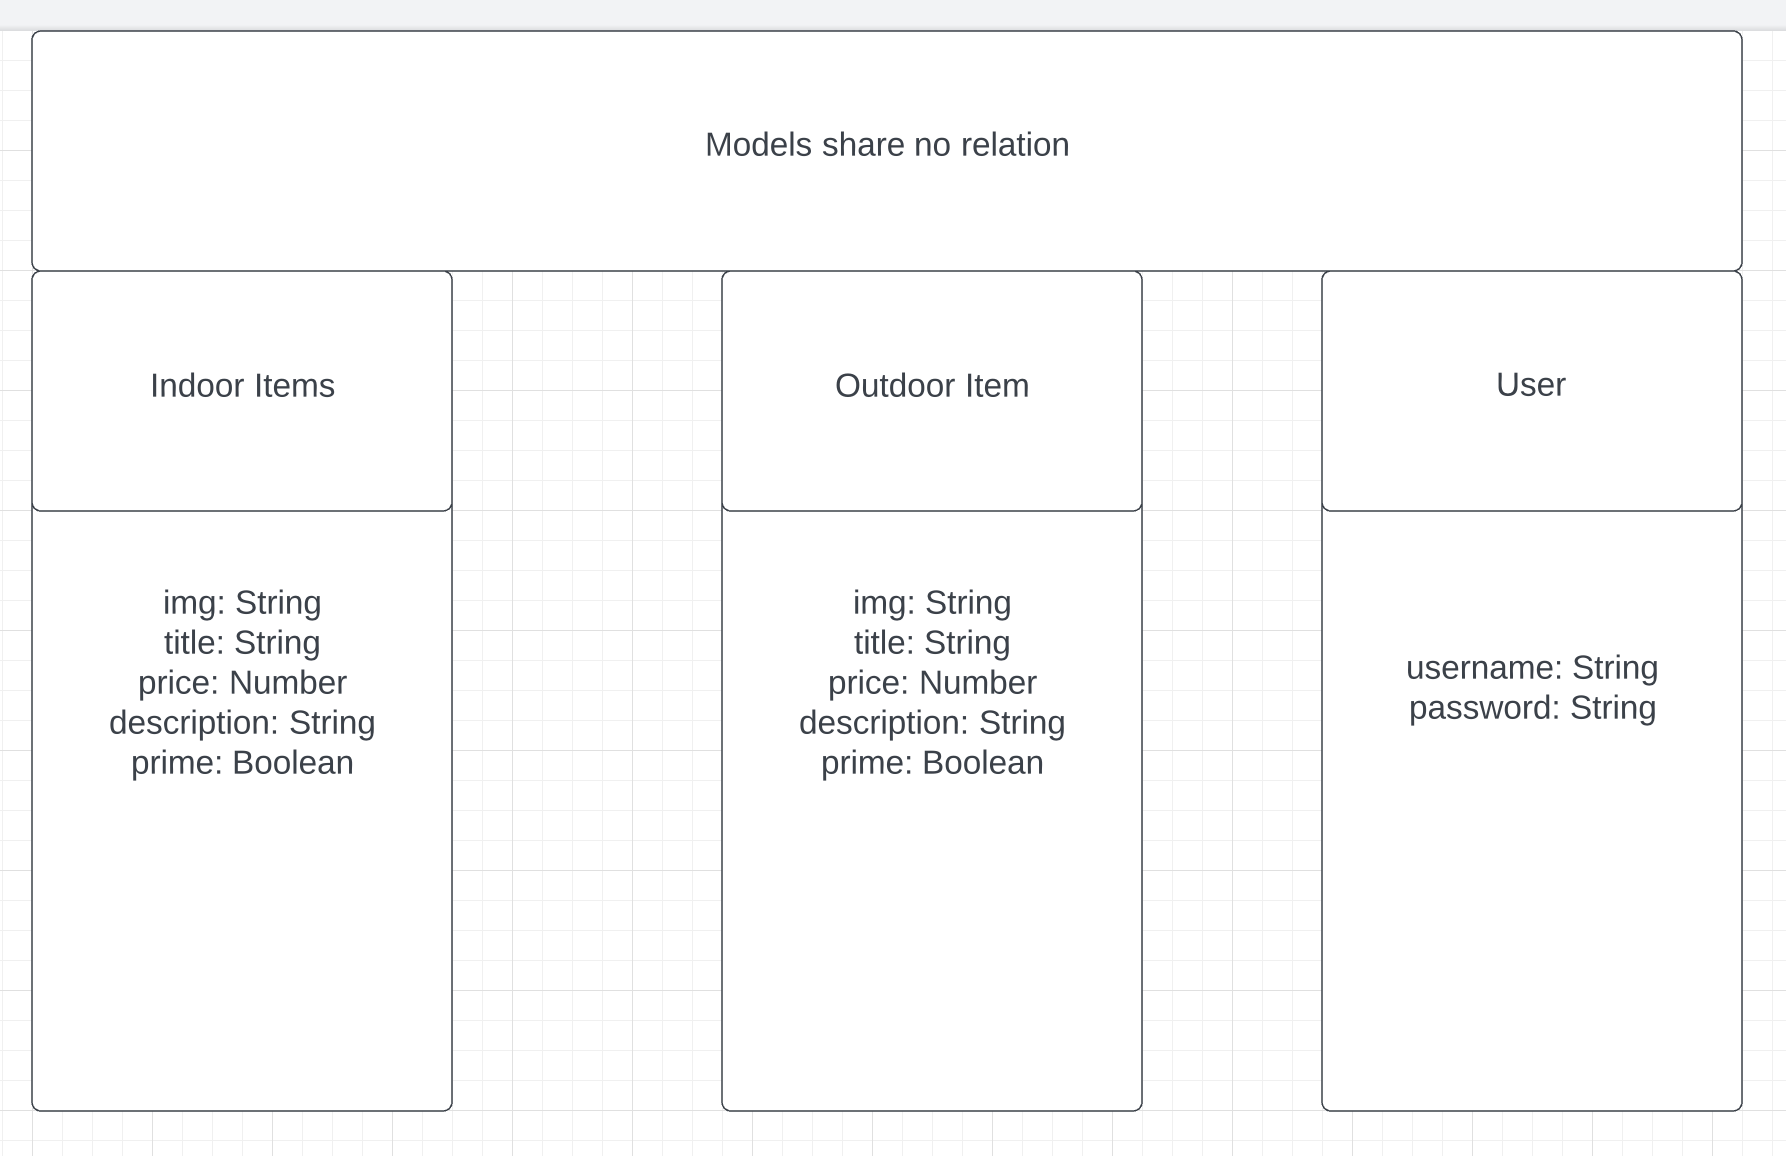 Models share no relation
Indoor Items
Outdoor Item
User
img: String
title: String
price: Number
description: String
prime: Boolean
img: String
title: String
price: Number
description: String
prime: Boolean
username: String
password: String